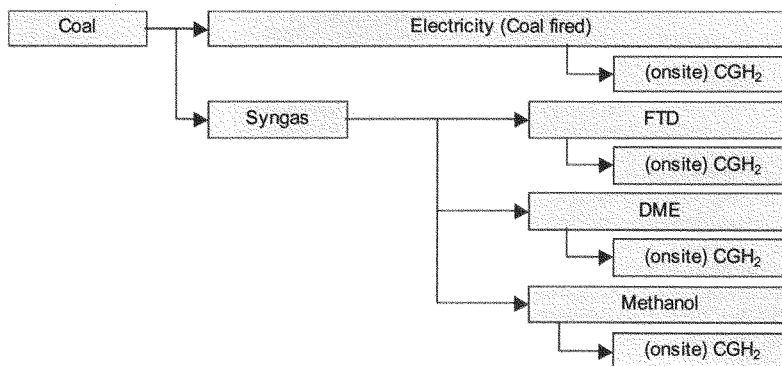 Coal
Electricity (Coal fired)
(onsite) CGH₂
Syngas
FTD
(onsite) CGH₂
DME
(onsite) CGH₂
Methanol
(onsite) CGH₂